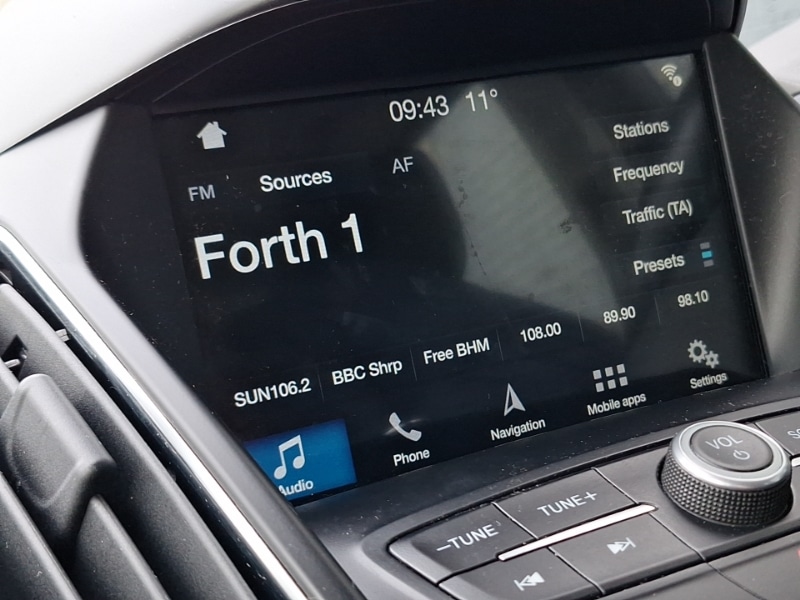 09:43 11°
FM Sources AF
Forth 1
Stations
Frequency
Traffic (TA)
Presets
SUN106.2 BBC Shrp Free BHM 108.00 89.90 98.10
Audio Phone Navigation Mobile apps Settings
VOL
–TUNE TUNE+